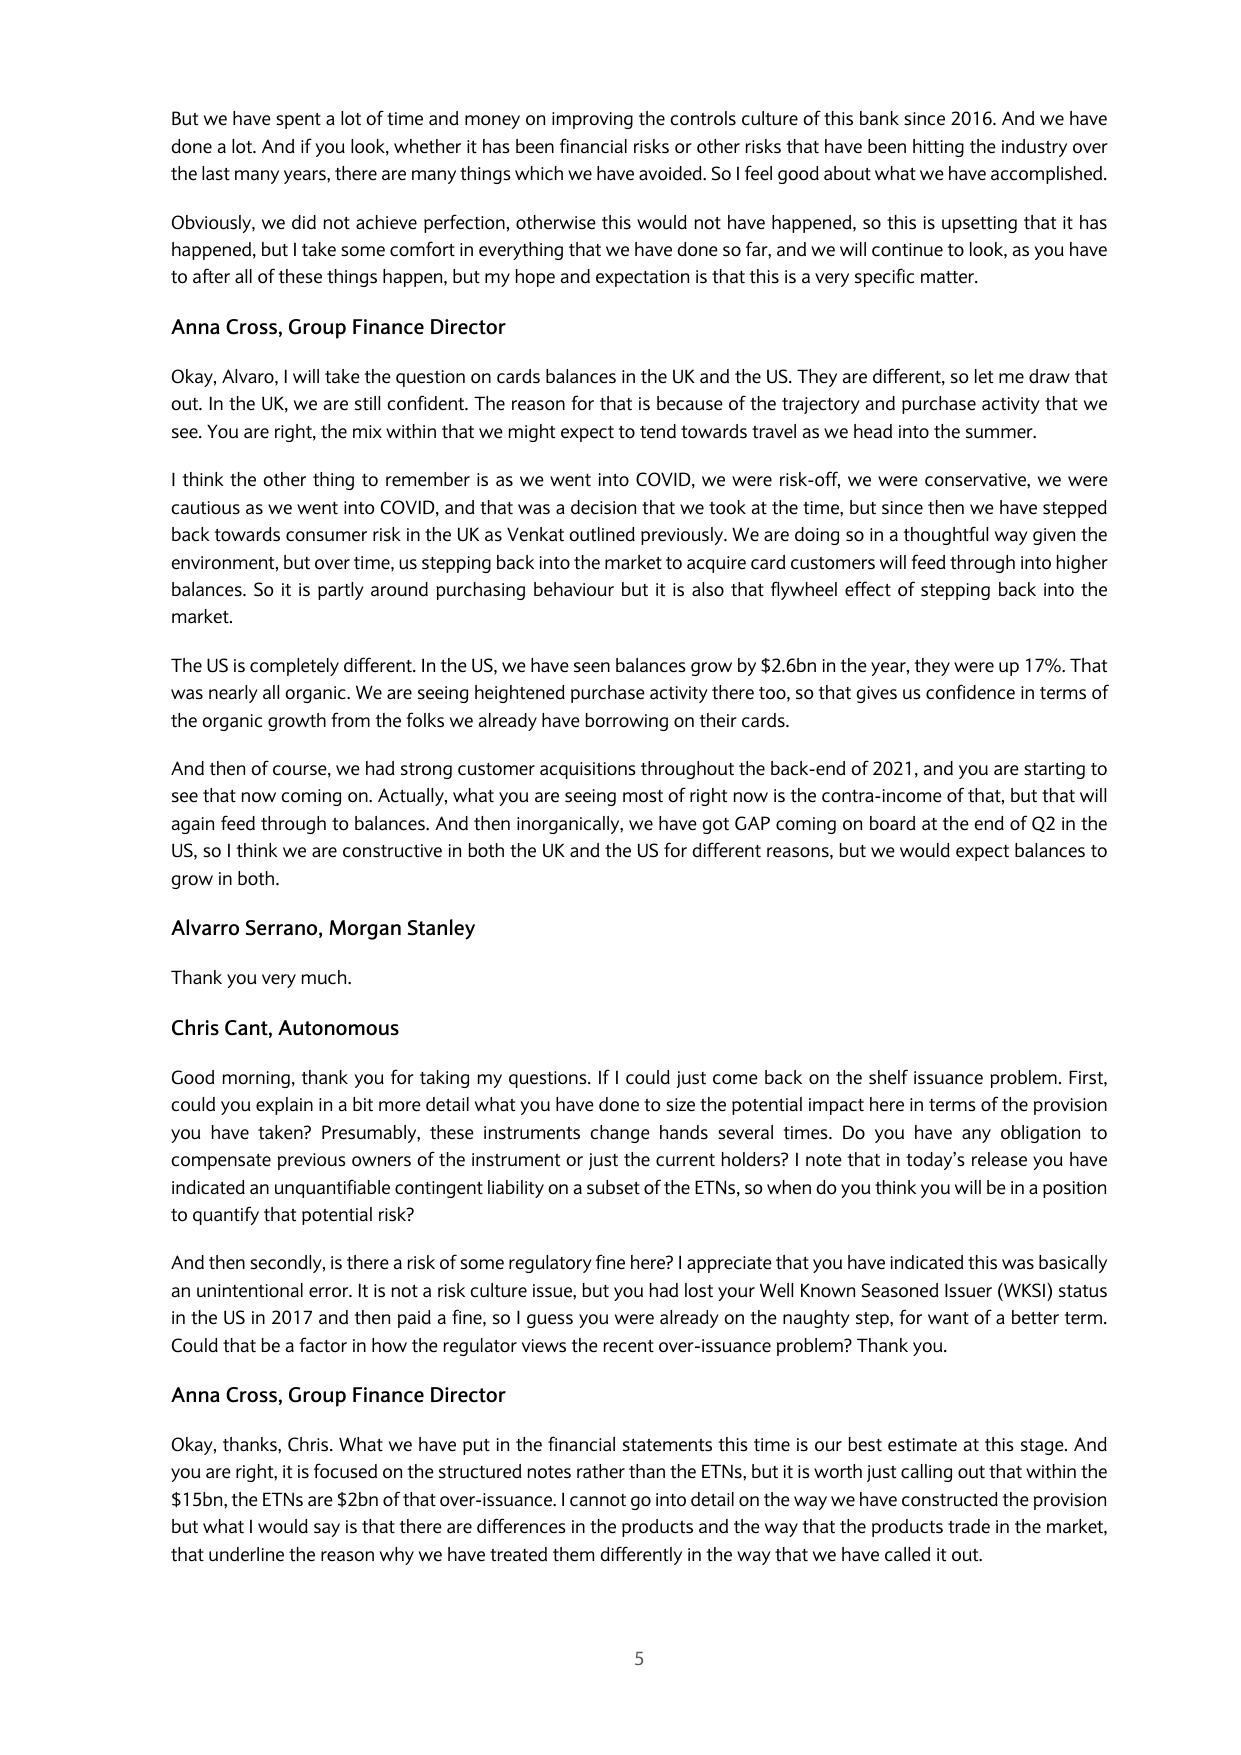 But we have spent a lot of time and money on improving the controls culture of this bank since 2016. And we have
done a lot. And if you look, whether it has been financial risks or other risks that have been hitting the industry over
the last many years, there are many things which we have avoided. So I feel good about what we have accomplished.
Obviously, we did not achieve perfection, otherwise this would not have happened, so this is upsetting that it has
happened, but I take some comfort in everything that we have done so far, and we will continue to look, as you have
to after all of these things happen, but my hope and expectation is that this is a very specific matter.
Anna Cross, Group Finance Director
Okay, Alvaro, I will take the question on cards balances in the UK and the US. They are different, so let me draw that
out. In the UK, we are still confident. The reason for that is because of the trajectory and purchase activity that we
see. You are right, the mix within that we might expect to tend towards travel as we head into the summer.
I think the other thing to remember is as we went into COVID, we were risk-off, we were conservative, we were
cautious as we went into COVID, and that was a decision that we took at the time, but since then we have stepped
back towards consumer risk in the UK as Venkat outlined previously. We are doing so in a thoughtful way given the
environment, but over time, us stepping back into the market to acquire card customers will feed through into higher
balances. So it is partly around purchasing behaviour but it is also that flywheel effect of stepping back into the
market.
The US is completely different. In the US, we have seen balances grow by $2.6bn in the year, they were up 17%. That
was nearly all organic. We are seeing heightened purchase activity there too, so that gives us confidence in terms of
the organic growth from the folks we already have borrowing on their cards.
And then of course, we had strong customer acquisitions throughout the back-end of 2021, and you are starting to
see that now coming on. Actually, what you are seeing most of right now is the contra-income of that, but that will
again feed through to balances. And then inorganically, we have got GAP coming on board at the end of Q2 in the
US, so I think we are constructive in both the UK and the US for different reasons, but we would expect balances to
grow in both.
Alvarro Serrano, Morgan Stanley
Thank you very much.
Chris Cant, Autonomous
Good morning, thank you for taking my questions. If I could just come back on the shelf issuance problem. First,
could you explain in a bit more detail what you have done to size the potential impact here in terms of the provision
you have taken? Presumably, these instruments change hands several times. Do you have any obligation to
compensate previous owners of the instrument or just the current holders? I note that in today’s release you have
indicated an unquantifiable contingent liability on a subset of the ETNs, so when do you think you will be in a position
to quantify that potential risk?
And then secondly, is there a risk of some regulatory fine here? I appreciate that you have indicated this was basically
an unintentional error. It is not a risk culture issue, but you had lost your Well Known Seasoned Issuer (WKSI) status
in the US in 2017 and then paid a fine, so I guess you were already on the naughty step, for want of a better term.
Could that be a factor in how the regulator views the recent over-issuance problem? Thank you.
Anna Cross, Group Finance Director
Okay, thanks, Chris. What we have put in the financial statements this time is our best estimate at this stage. And
you are right, it is focused on the structured notes rather than the ETNs, but it is worth just calling out that within the
$15bn, the ETNs are $2bn of that over-issuance. I cannot go into detail on the way we have constructed the provision
but what I would say is that there are differences in the products and the way that the products trade in the market,
that underline the reason why we have treated them differently in the way that we have called it out.
5